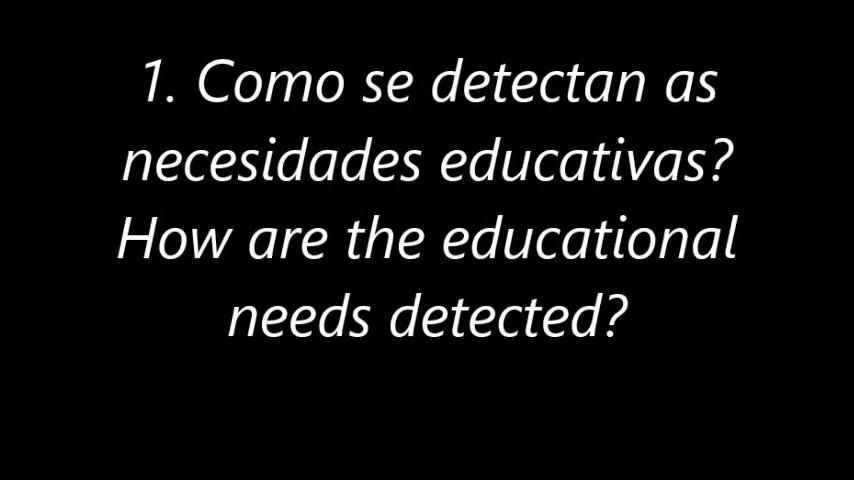 1. Como se detectan as
necesidades educativas?
How are the educational
needs detected?